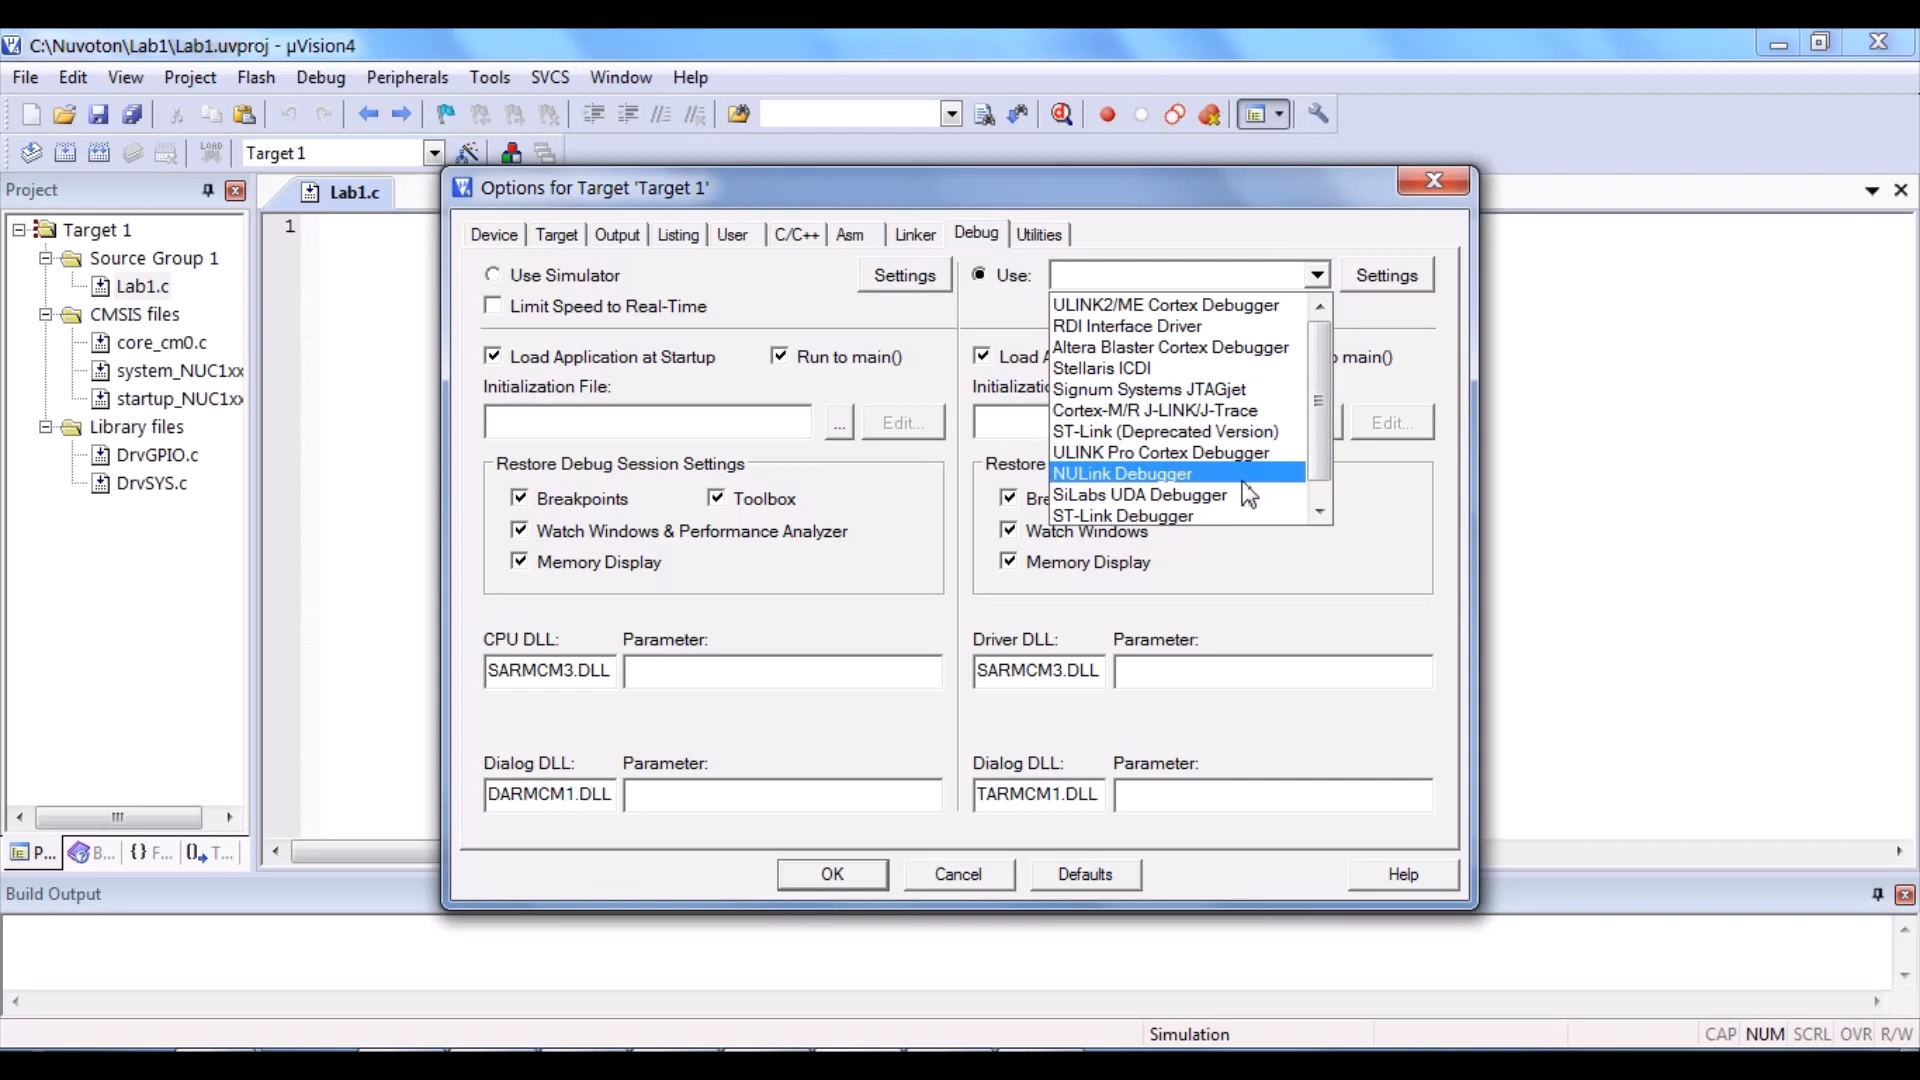 C:\Nuvoton\Lab1\Lab1.uvproj - µVision4
File Edit View Project Flash Debug Peripherals Tools SVCS Window Help
LOAD
Target 1
Project
Lab1.c
Options for Target 'Target 1'
Target 1
Source Group 1
Lab1.c
CMSIS files
core_cm0.c
system_NUC1xx
startup_NUC1xx
Library files
DrvGPIO.c
DrvSYS.c
1
Device Target Output Listing User C/C++ Asm Linker Debug Utilities
Use Simulator Settings
Limit Speed to Real-Time
Load Application at Startup Run to main()
Initialization File:
... Edit...
Restore Debug Session Settings
Breakpoints Toolbox
Watch Windows & Performance Analyzer
Memory Display
CPU DLL: Parameter:
SARMCM3.DLL
Dialog DLL: Parameter:
DARMCM1.DLL
Use: Settings
ULINK2/ME Cortex Debugger
RDI Interface Driver
Altera Blaster Cortex Debugger
Stellaris ICDI
Signum Systems JTAGjet
Cortex-M/R J-LINK/J-Trace
ST-Link (Deprecated Version)
ULINK Pro Cortex Debugger
NULink Debugger
SiLabs UDA Debugger
ST-Link Debugger
Load A
o main()
Initializatio
Edit...
Restore
Bre
Watch Windows
Memory Display
Driver DLL: Parameter:
SARMCM3.DLL
Dialog DLL: Parameter:
TARMCM1.DLL
OK Cancel Defaults Help
P... B... {} F... T...
Build Output
Simulation
CAP NUM SCRL OVR R/W